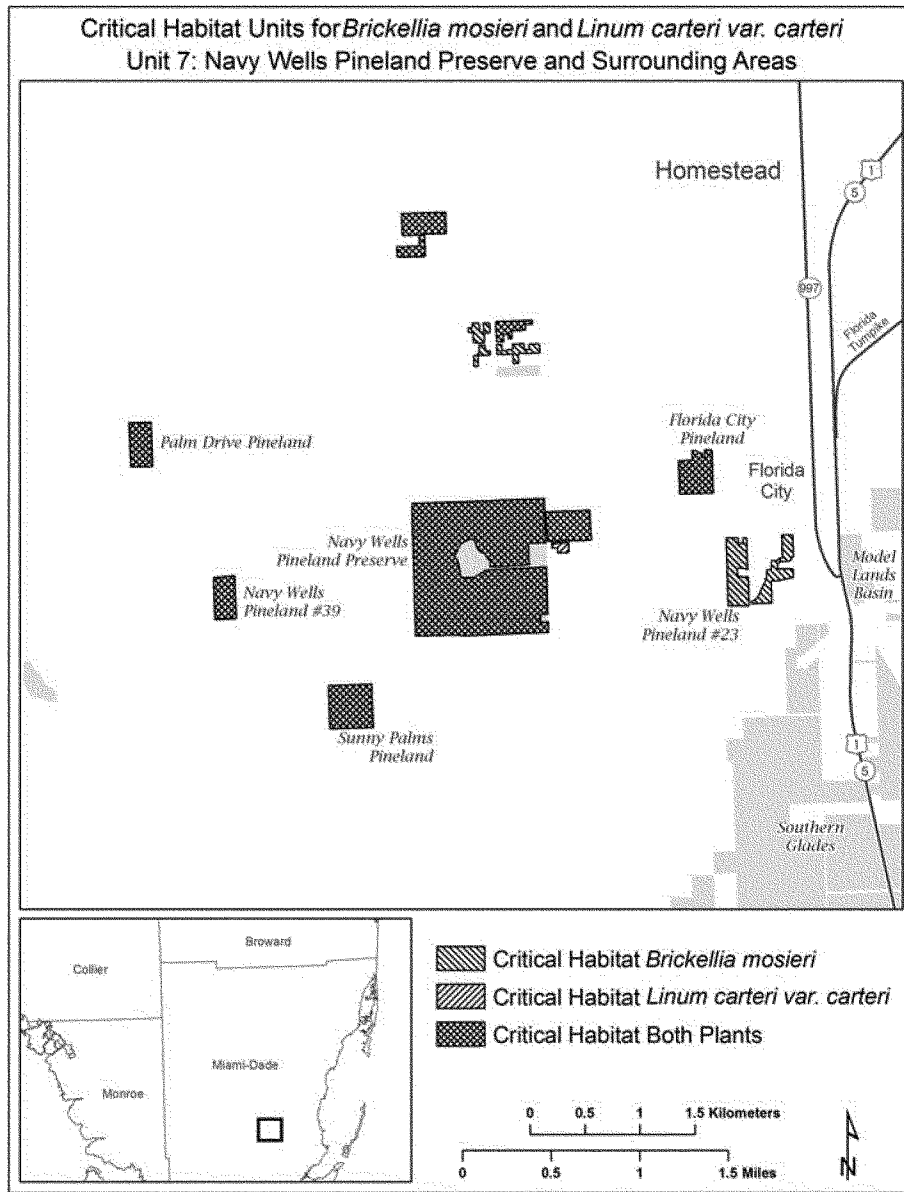 Critical Habitat Units for Brickellia mosieri and Linum carteri var. carteri
Unit 7: Navy Wells Pineland Preserve and Surrounding Areas
Homestead
1
5
997
Florida
Turnpike
Palm Drive Pineland
Florida City
Pineland
Florida
City
Navy Wells
Pineland Preserve
Model
Lands
Basin
Navy Wells
Pineland #39
Navy Wells
Pineland #23
Sunny Palms
Pineland
1
5
Southern
Glades
Broward
Collier
Miami-Dade
Monroe
Critical Habitat Brickellia mosieri
Critical Habitat Linum carteri var. carteri
Critical Habitat Both Plants
0 0.5 1 1.5 Kilometers
0 0.5 1 1.5 Miles
N